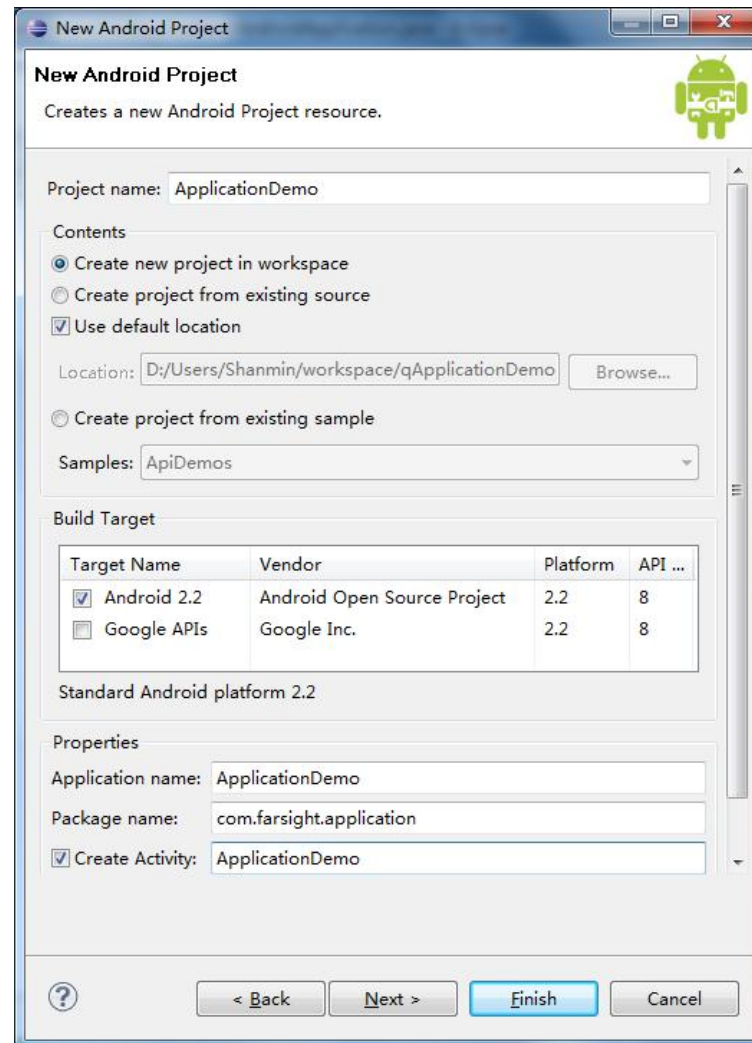 New Android Project
New Android Project
Creates a new Android Project resource.
Project name: ApplicationDemo
Contents
Create new project in workspace
Create project from existing source
Use default location
Location: D:/Users/Shanmin/workspace/qApplicationDemo Browse...
Create project from existing sample
Samples: ApiDemos
Build Target
Target Name Vendor Platform API ...
Android 2.2 Android Open Source Project 2.2 8
Google APIs Google Inc. 2.2 8
Standard Android platform 2.2
Properties
Application name: ApplicationDemo
Package name: com.farsight.application
Create Activity: ApplicationDemo
? < Back Next > Finish Cancel